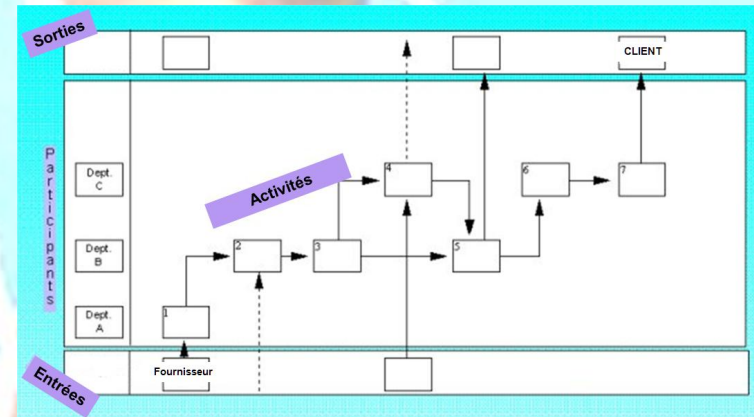 Sorties
CLIENT
Participants
Dept.
C
Activités
4
6
7
Dept.
B
2
3
5
Dept.
A
1
Entrées
Fournisseur